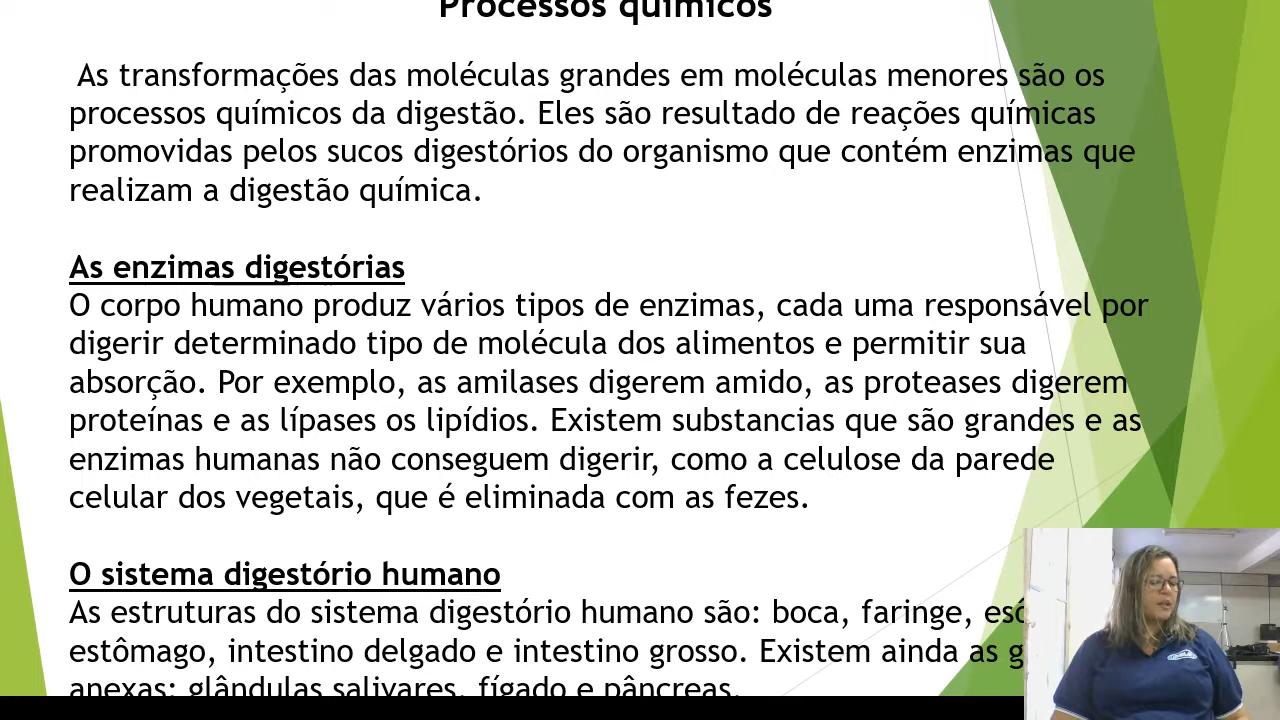 Processos químicos
As transformações das moléculas grandes em moléculas menores são os
processos químicos da digestão. Eles são resultado de reações químicas
promovidas pelos sucos digestórios do organismo que contém enzimas que
realizam a digestão química.
As enzimas digestórias
O corpo humano produz vários tipos de enzimas, cada uma responsável por
digerir determinado tipo de molécula dos alimentos e permitir sua
absorção. Por exemplo, as amilases digerem amido, as proteases digerem
proteínas e as lípases os lipídios. Existem substancias que são grandes e as
enzimas humanas não conseguem digerir, como a celulose da parede
celular dos vegetais, que é eliminada com as fezes.
O sistema digestório humano
As estruturas do sistema digestório humano são: boca, faringe,
estômago, intestino delgado e intestino grosso. Existem ainda as
anexas: glândulas salivares, fígado e pâncreas.